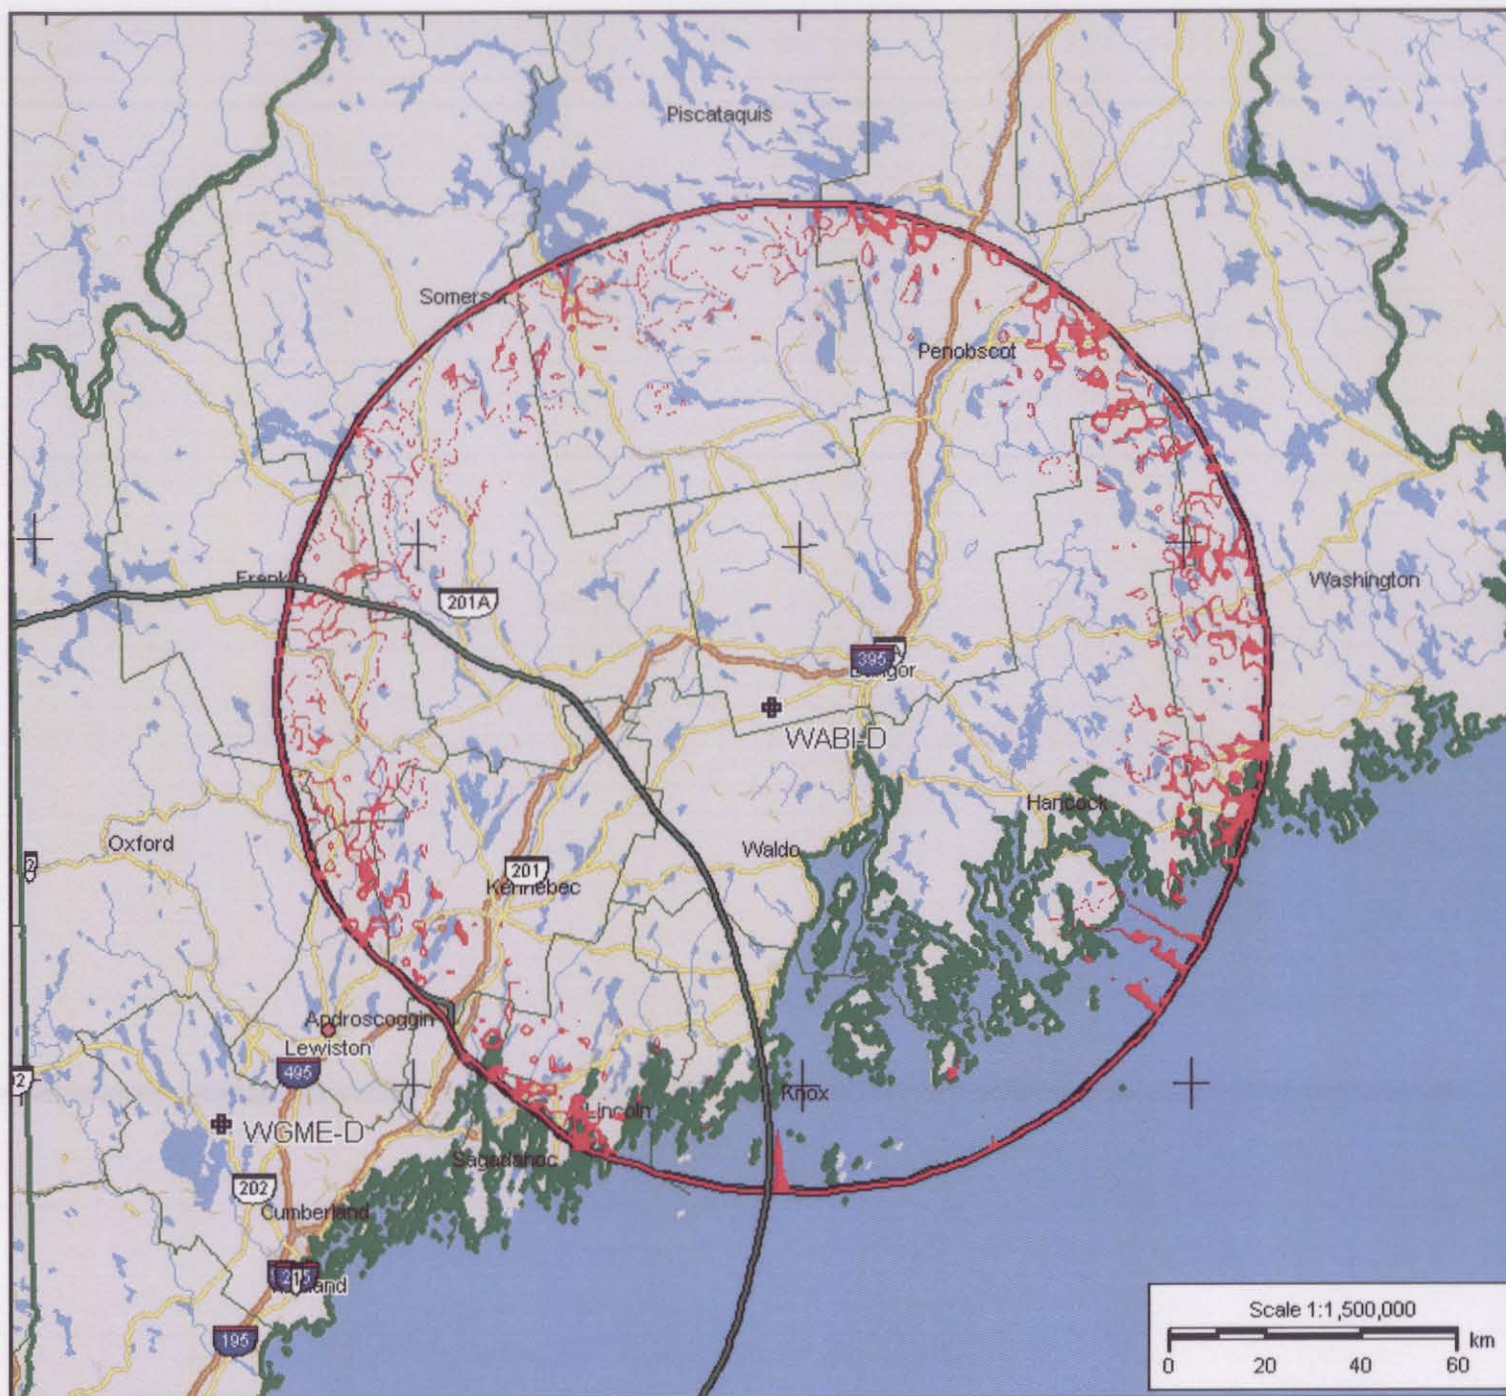 Piscataquis
Penobscot
Washington
201A
395
WABI-D
Hancock
Oxford
Waldo
201
Kennebec
Androscoggin
Lewiston
495
Knox
Lincoln
WGME-D
Sagadahoc
202
Cumberland
195
Scale 1:1,500,000
km
0 20 40 60